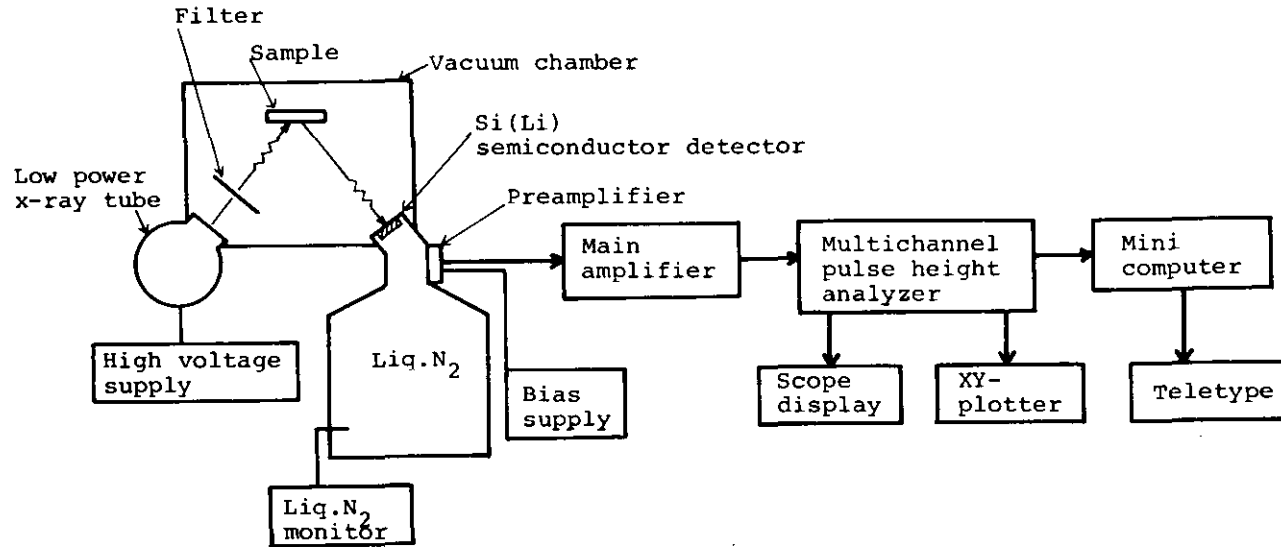 Filter
Sample
Vacuum chamber
Si(Li)
semiconductor detector
Low power
x-ray tube
Preamplifier
Main
amplifier
Multichannel
pulse height
analyzer
Mini
computer
High voltage
supply
Liq.N2
Bias
supply
Scope
display
XY-
plotter
Teletype
Liq.N2
monitor